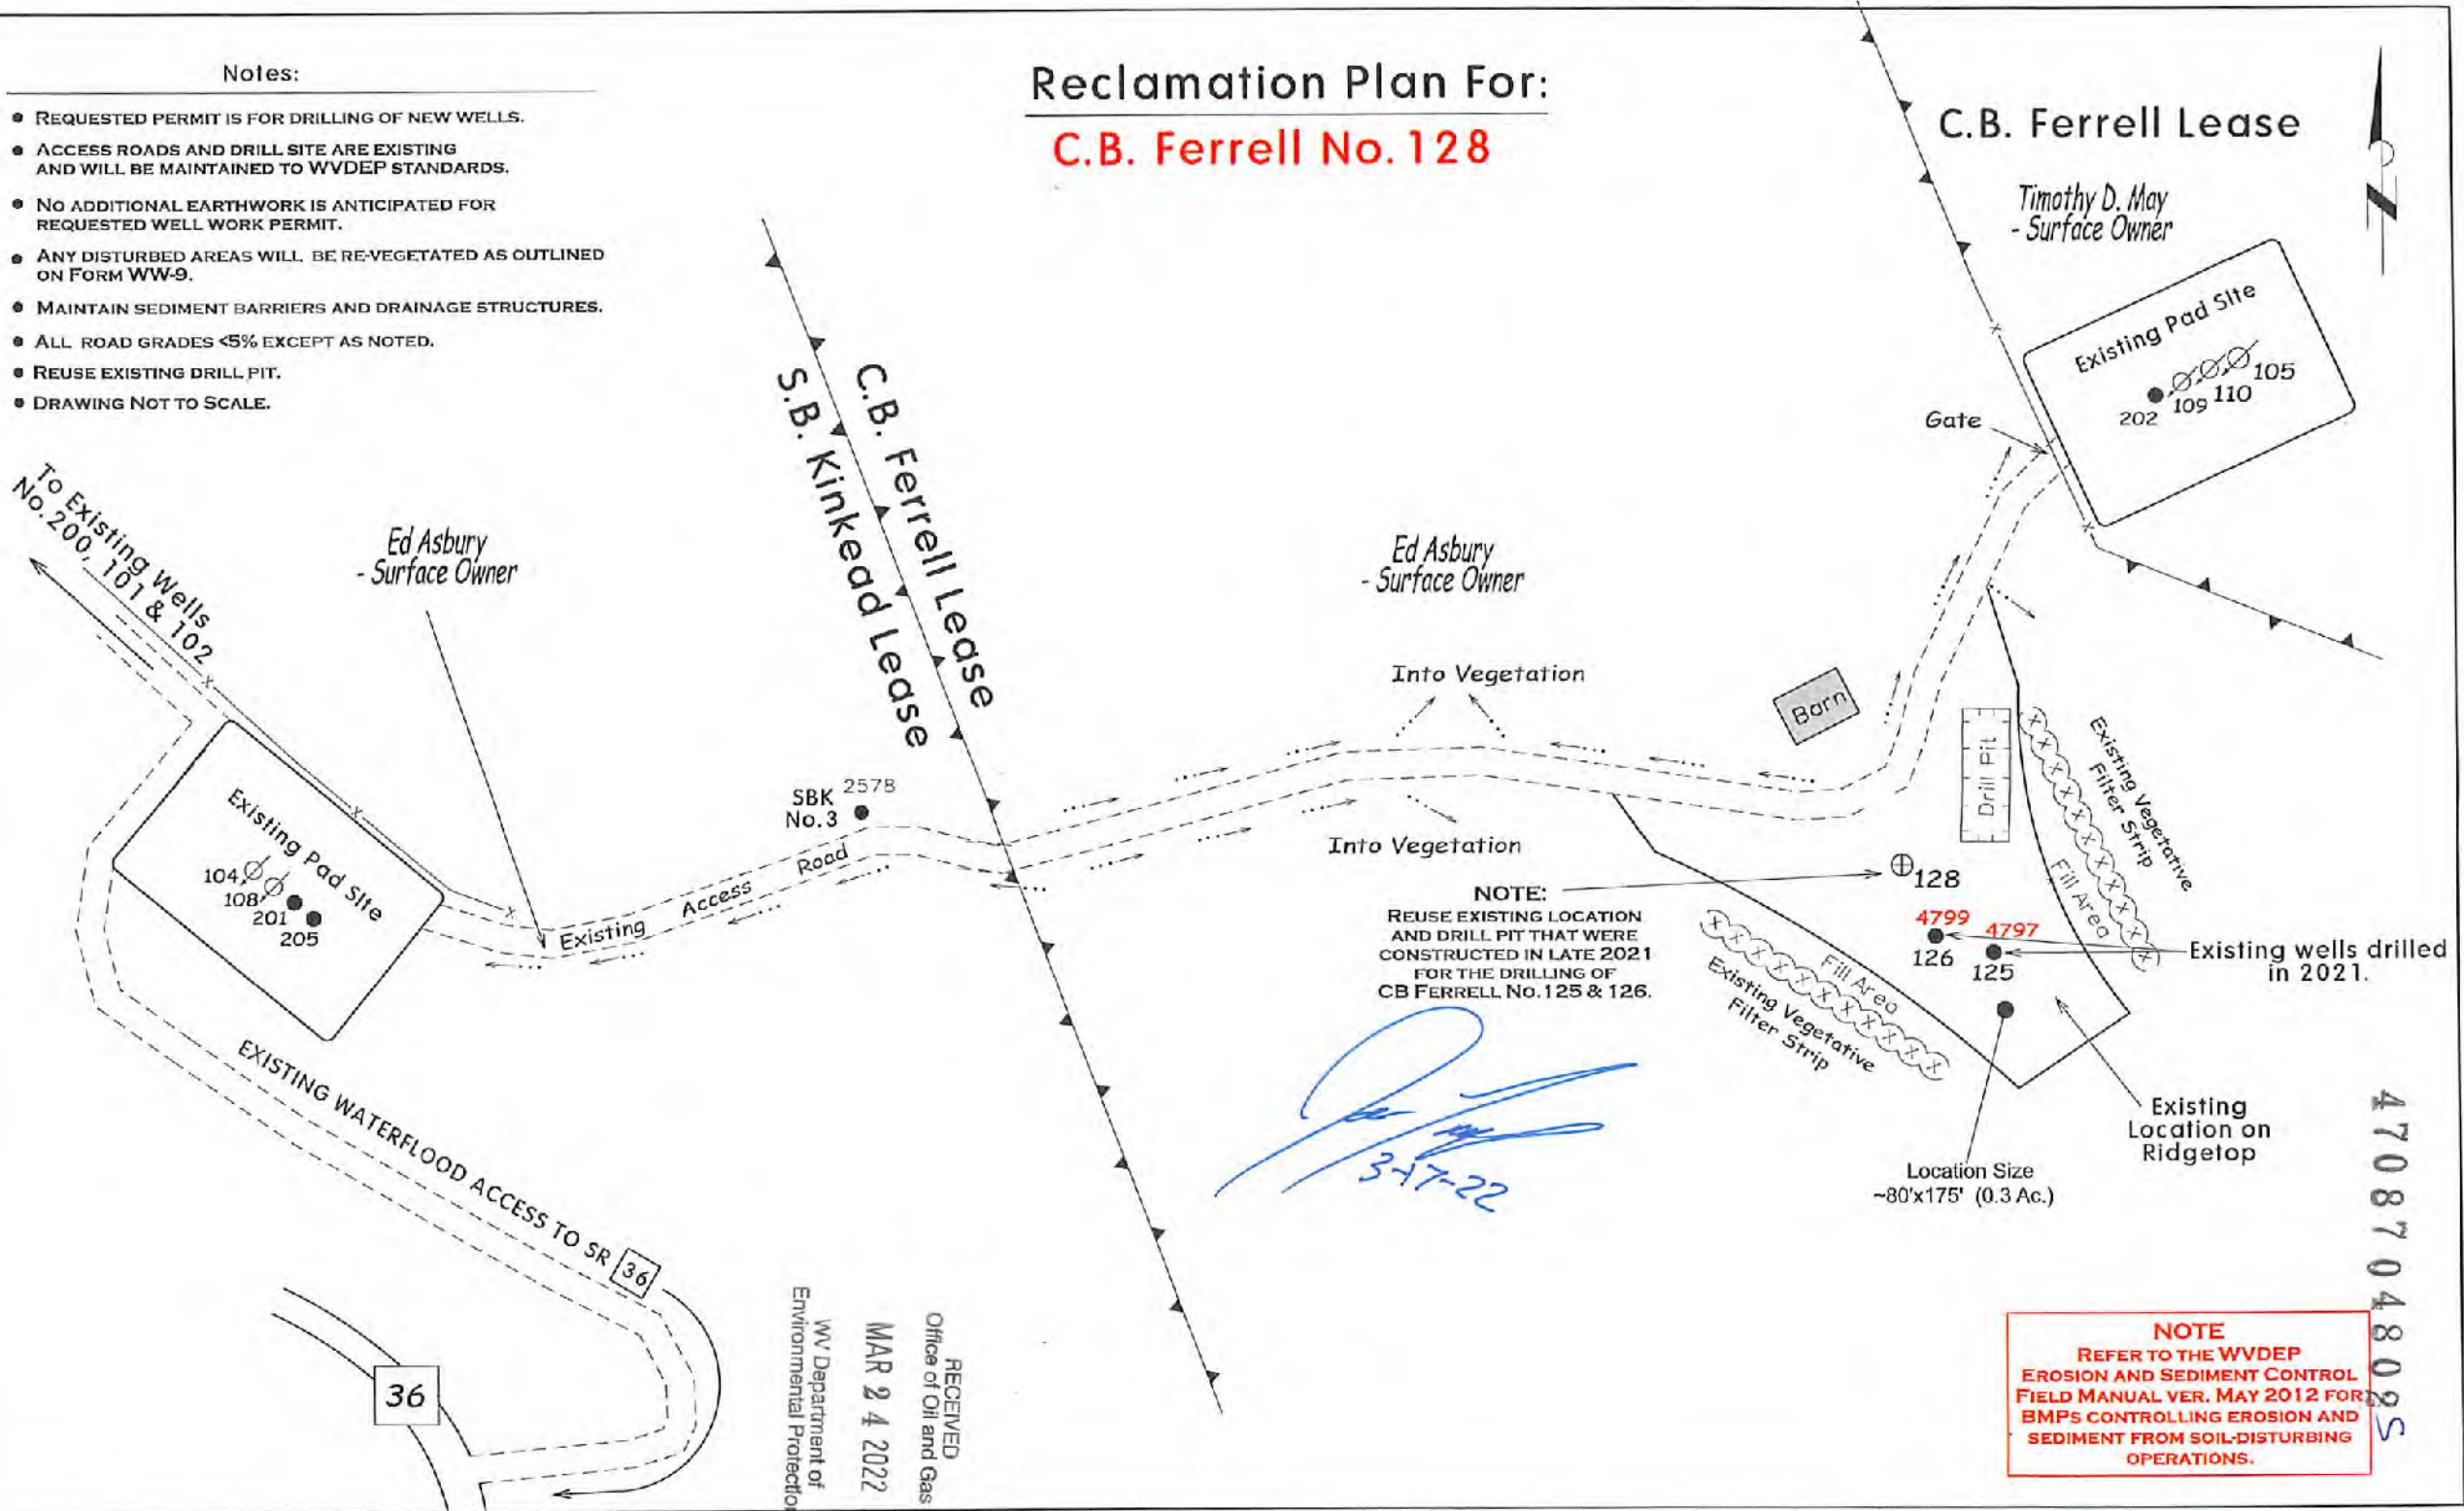 Notes:
• REQUESTED PERMIT IS FOR DRILLING OF NEW WELLS.
• ACCESS ROADS AND DRILL SITE ARE EXISTING
AND WILL BE MAINTAINED TO WVDEP STANDARDS.
• NO ADDITIONAL EARTHWORK IS ANTICIPATED FOR
REQUESTED WELL WORK PERMIT.
• ANY DISTURBED AREAS WILL BE RE-VEGETATED AS OUTLINED
ON FORM WW-9.
• MAINTAIN SEDIMENT BARRIERS AND DRAINAGE STRUCTURES.
• ALL ROAD GRADES <5% EXCEPT AS NOTED.
• REUSE EXISTING DRILL PIT.
• DRAWING NOT TO SCALE.
Reclamation Plan For:
C.B. Ferrell No. 128
C.B. Ferrell Lease
Timothy D. May
- Surface Owner
Existing Pad Site
105
110
109
202
Gate
C.B. Ferrell Lease
S.B. Kinkead Lease
To Existing Wells
No. 200, 101 & 102
Ed Asbury
- Surface Owner
Ed Asbury
- Surface Owner
Into Vegetation
Barn
Drill Pit
Existing Vegetative
Filter Strip
Fill Area
SBK 2578
No.3
Existing Access Road
Existing Pad Site
104
108
201
205
Into Vegetation
NOTE:
REUSE EXISTING LOCATION
AND DRILL PIT THAT WERE
CONSTRUCTED IN LATE 2021
FOR THE DRILLING OF
CB FERRELL NO. 125 & 126.
128
4799
4797
126
125
Existing wells drilled
in 2021.
Fill Area
Existing Vegetative
Filter Strip
Existing
Location on
Ridgetop
Location Size
~80'x175' (0.3 Ac.)
3-17-22
EXISTING WATERFLOOD ACCESS TO SR 36
36
RECEIVED
Office of Oil and Gas
MAR 24 2022
WV Department of
Environmental Protection
4708704802S
NOTE
REFER TO THE WVDEP
EROSION AND SEDIMENT CONTROL
FIELD MANUAL VER. MAY 2012 FOR
BMPS CONTROLLING EROSION AND
SEDIMENT FROM SOIL-DISTURBING
OPERATIONS.